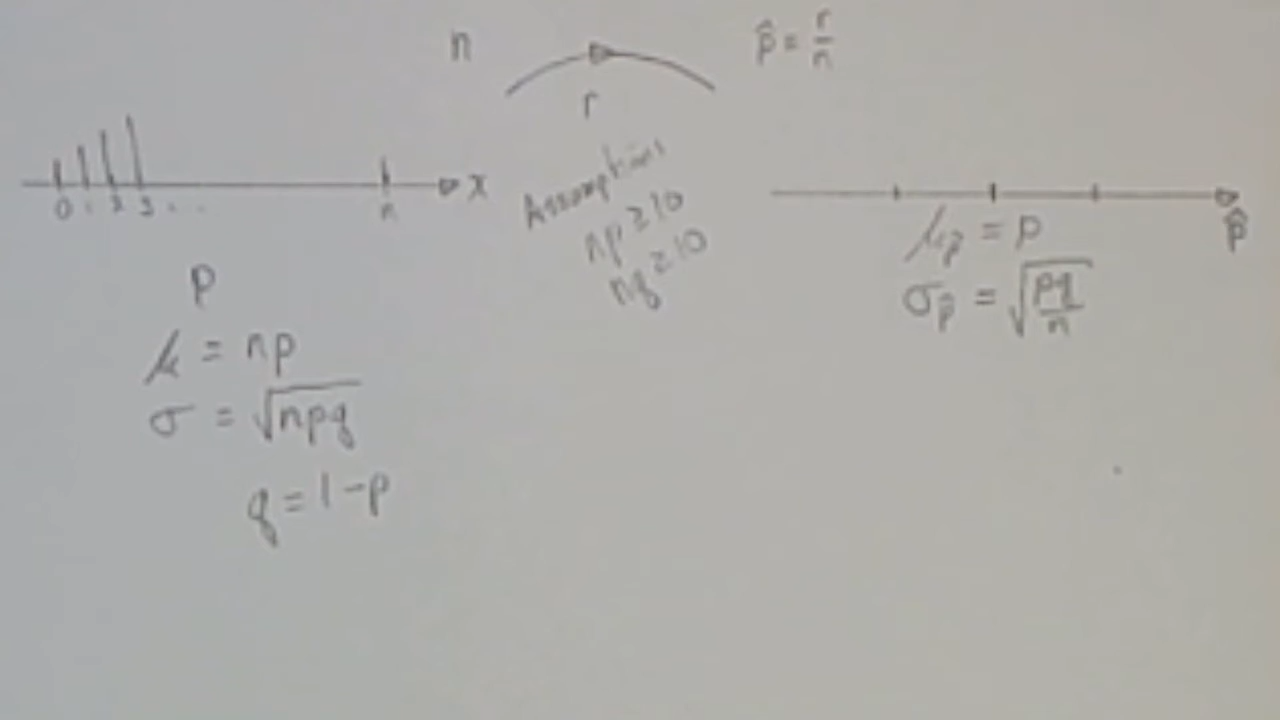 n
r
p̂ = r/n
0 1 2 3 . . .
n
x
Assumptions
np ≥ 10
nq ≥ 10
p̂
μp̂ = p
σp̂ = √(pq/n)
p
μ = np
σ = √npq
q = 1 - p